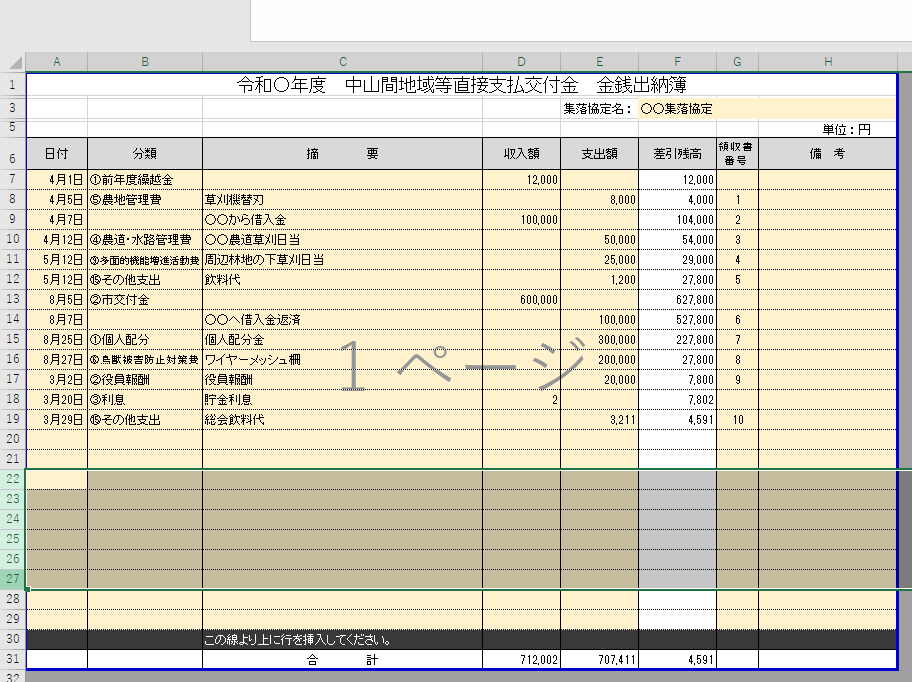 A B C D E F G H
1 令和〇年度　中山間地域等直接支払交付金　金銭出納簿
3 集落協定名： 〇〇集落協定
5 単位：円
6 日付 分類 摘　要 収入額 支出額 差引残高 領収書番号 備　考
7 4月1日 ①前年度繰越金 12,000 12,000
8 4月5日 ⑤農地管理費 草刈機替刃 8,000 4,000 1
9 4月7日 〇〇から借入金 100,000 104,000 2
10 4月12日 ④農道・水路管理費 〇〇農道草刈日当 50,000 54,000 3
11 5月12日 ⑨多面的機能増進活動費 周辺林地の下草刈日当 25,000 29,000 4
12 5月12日 ⑮その他支出 飲料代 1,200 27,800 5
13 8月5日 ②市交付金 600,000 627,800
14 8月7日 〇〇へ借入金返済 100,000 527,800 6
15 8月25日 ①個人配分 個人配分金 300,000 227,800 7
16 8月27日 鳥獣被害防止対策費 ワイヤーメッシュ柵 200,000 27,800 8
17 3月2日 ②役員報酬 役員報酬 20,000 7,800 9
18 3月20日 ③利息 貯金利息 2 7,802
19 3月29日 ⑮その他支出 総会飲料代 3,211 4,591 10
1 ページ
20
21
22
23
24
25
26
27
28
29
30 この線より上に行を挿入してください。
31 合　計 712,002 707,411 4,591
32